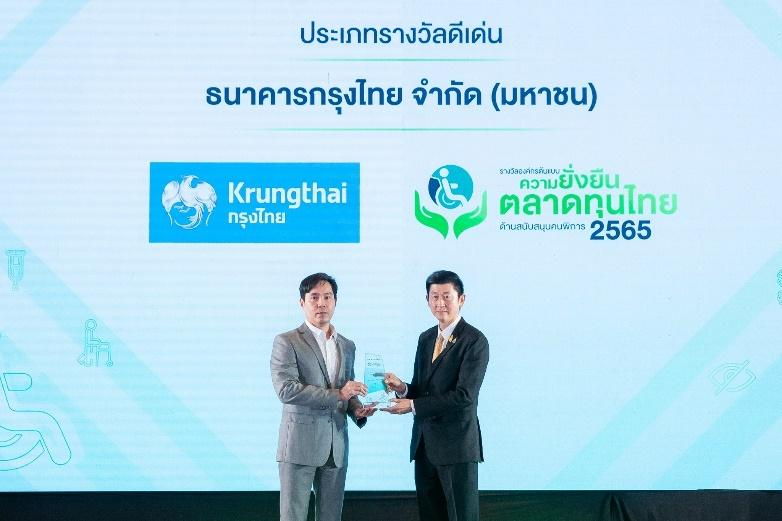 ประเภทรางวัลดีเด่น
ธนาคารกรุงไทย จำกัด (มหาชน)
Krungthai
กรุงไทย
รางวัลองค์กรต้นแบบ
ความยั่งยืน
ตลาดทุนไทย
ด้านสนับสนุนคนพิการ 2565